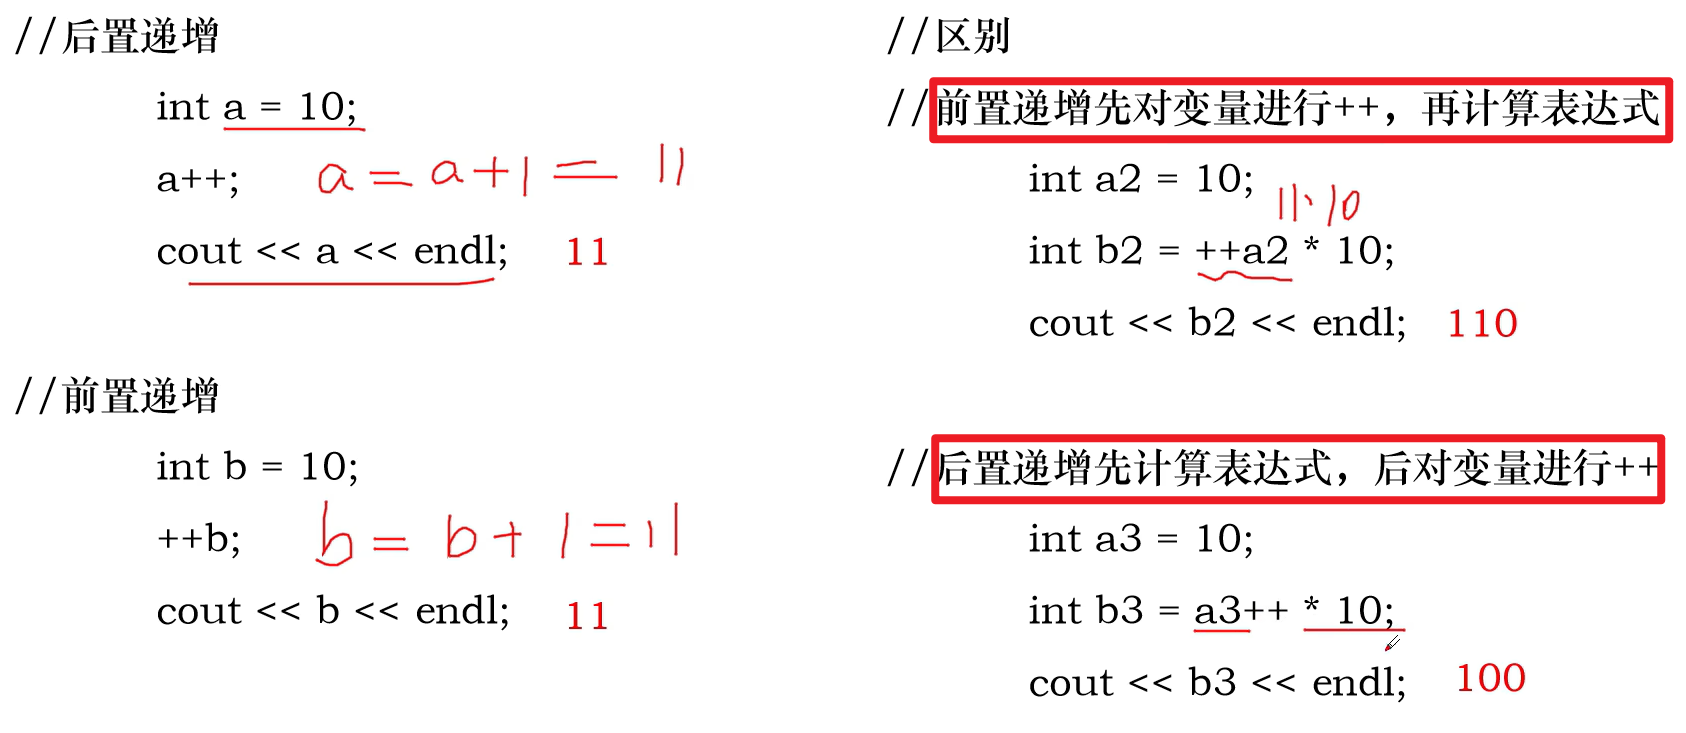 //后置递增
int a = 10;
a++; a = a+1 = 11
cout << a << endl; 11
//前置递增
int b = 10;
++b; b = b+1=11
cout << b << endl; 11
//区别
//前置递增先对变量进行++，再计算表达式
int a2 = 10;
11·10
int b2 = ++a2 * 10;
cout << b2 << endl; 110
//后置递增先计算表达式，后对变量进行++
int a3 = 10;
int b3 = a3++ * 10;
cout << b3 << endl; 100